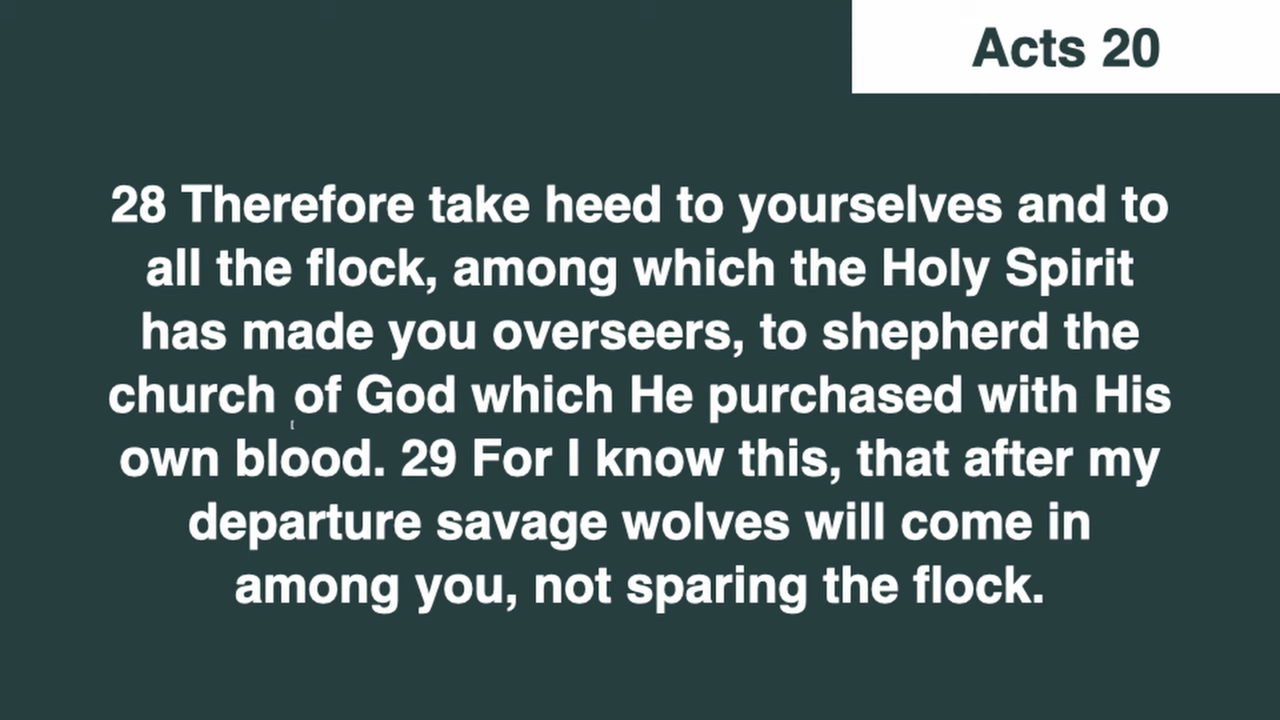 Acts 20
28 Therefore take heed to yourselves and to
all the flock, among which the Holy Spirit
has made you overseers, to shepherd the
church of God which He purchased with His
own blood. 29 For I know this, that after my
departure savage wolves will come in
among you, not sparing the flock.